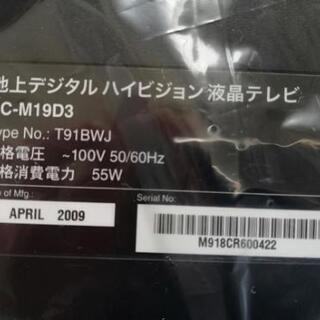 地上デジタル ハイビジョン 液晶テレビ
C-M19D3
ype No.: T91BWJ
格電圧 ~100V 50/60Hz
格消費電力 55W
e of Mfg.:
APRIL 2009
Serial No:
M918CR600422